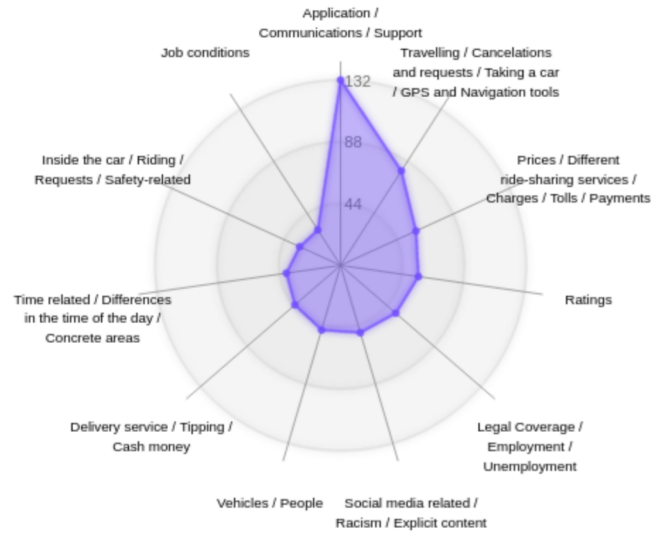 Application /
Communications / Support
Travelling / Cancelations
and requests / Taking a car
/ GPS and Navigation tools
Prices / Different
ride-sharing services /
Charges / Tolls / Payments
Ratings
Legal Coverage /
Employment /
Unemployment
Social media related /
Racism / Explicit content
Vehicles / People
Delivery service / Tipping /
Cash money
Time related / Differences
in the time of the day /
Concrete areas
Inside the car / Riding /
Requests / Safety-related
Job conditions
132
88
44